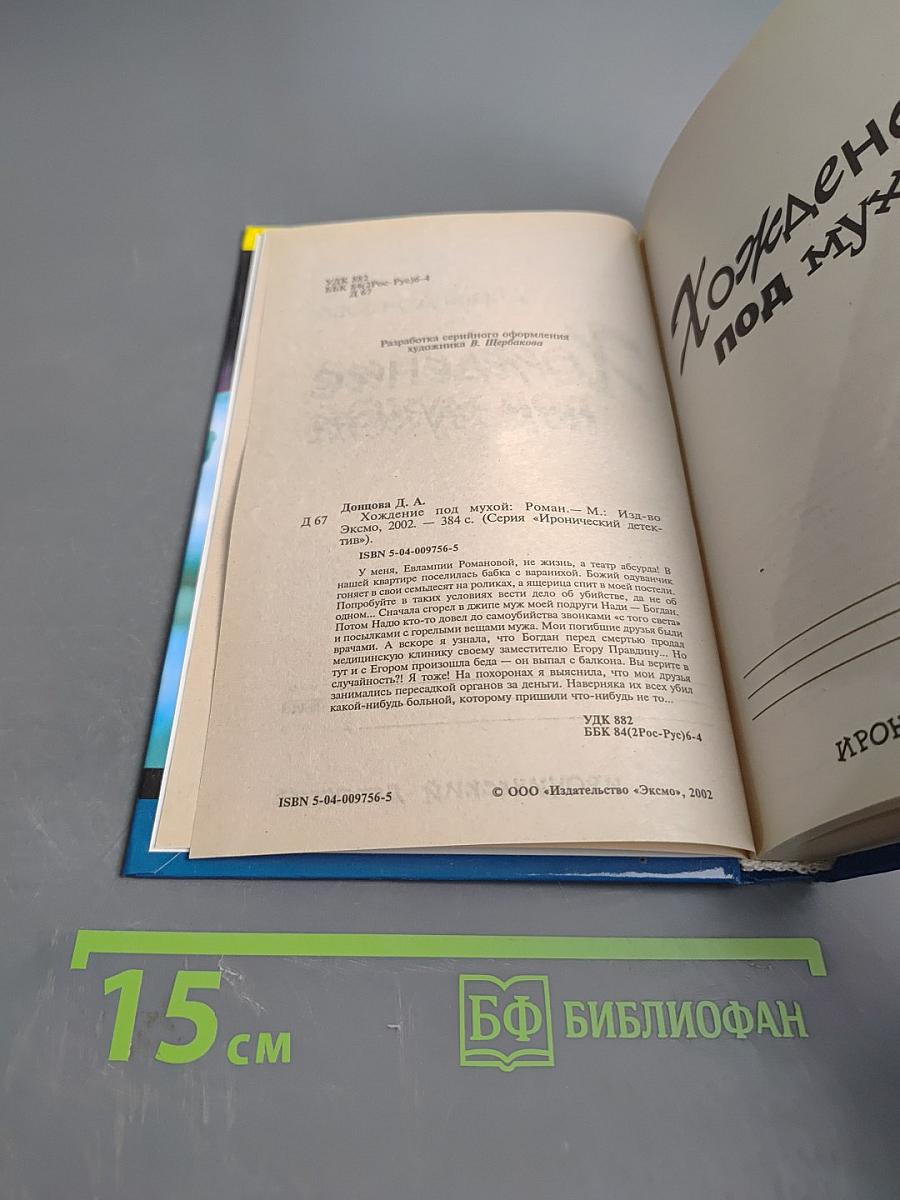 УДК 882
ББК 84(2Рос-Рус)6-4
Д 67
Разработка серийного оформления
художника В. Щербакова
Донцова Д. А.
Д 67 Хождение под мухой: Роман.— М.: Изд-во
Эксмо, 2002. — 384 с. (Серия «Иронический детек-
тив»).
ISBN 5-04-009756-5
У меня, Евлампии Романовой, не жизнь, а театр абсурда! В
нашей квартире поселилась бабка с варанихой. Божий одуванчик
гоняет в свои семьдесят на роликах, а ящерица спит в моей постели.
Попробуйте в таких условиях вести дело об убийстве, да не об
одном... Сначала сгорел в джипе муж моей подруги Нади — Богдан.
Потом Надю кто-то довел до самоубийства звонками «с того света»
и посылками с горелыми вещами мужа. Мои погибшие друзья были
врачами. А вскоре я узнала, что Богдан перед смертью продал
медицинскую клинику своему заместителю Егору Правдину... Но
тут и с Егором произошла беда — он выпал с балкона. Вы верите в
случайность?! Я тоже! На похоронах я выяснила, что мои друзья
занимались пересадкой органов за деньги. Наверняка их всех убил
какой-нибудь больной, которому пришили что-нибудь не то...
УДК 882
ББК 84(2Рос-Рус)6-4
ISBN 5-04-009756-5
© ООО «Издательство «Эксмо», 2002
Хожден
под мух
ИРОН
15 см
БФ БИБЛИОФАН